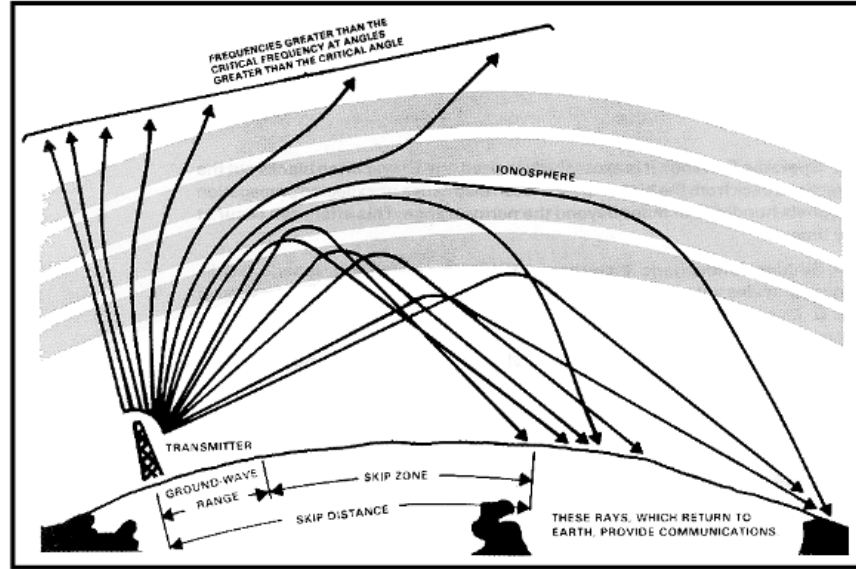 FREQUENCIES GREATER THAN THE
CRITICAL FREQUENCY AT ANGLES
GREATER THAN THE CRITICAL ANGLE
IONOSPHERE
TRANSMITTER
GROUND-WAVE
RANGE
SKIP ZONE
SKIP DISTANCE
THESE RAYS, WHICH RETURN TO
EARTH, PROVIDE COMMUNICATIONS.